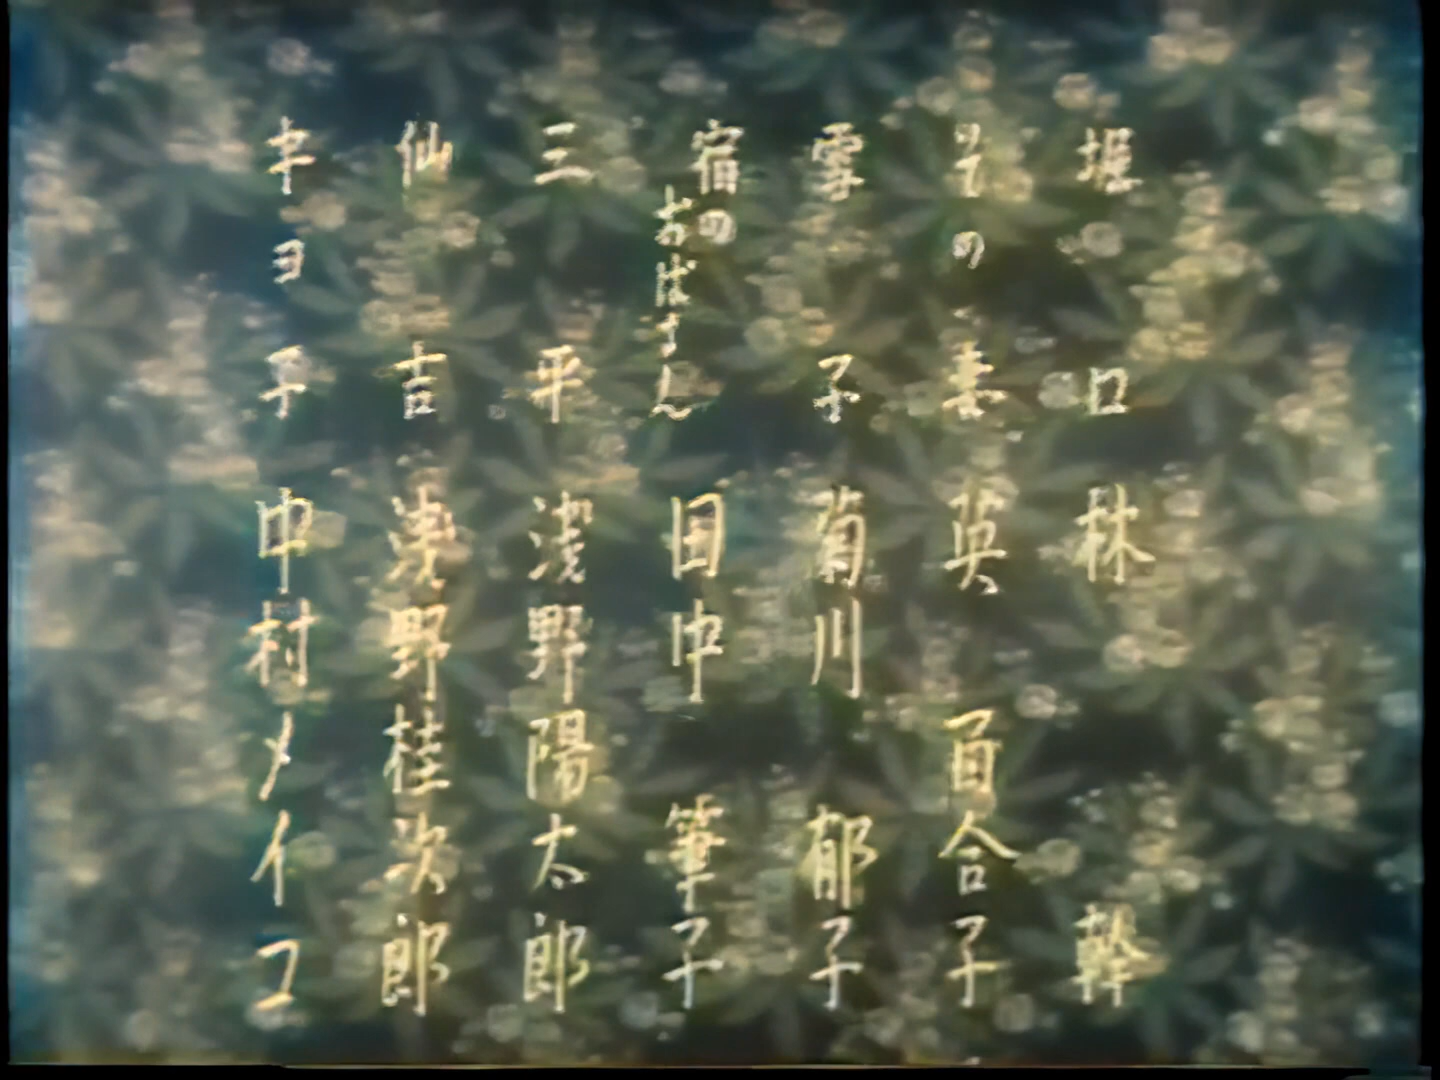 堀口 林幹
その妻 英百合子
雪子 菊川郁子
宿の おばさん 田中筆子
三平 浅野陽太郎
仙吉 湊野桂次郎
キヨ子 中村メイコ